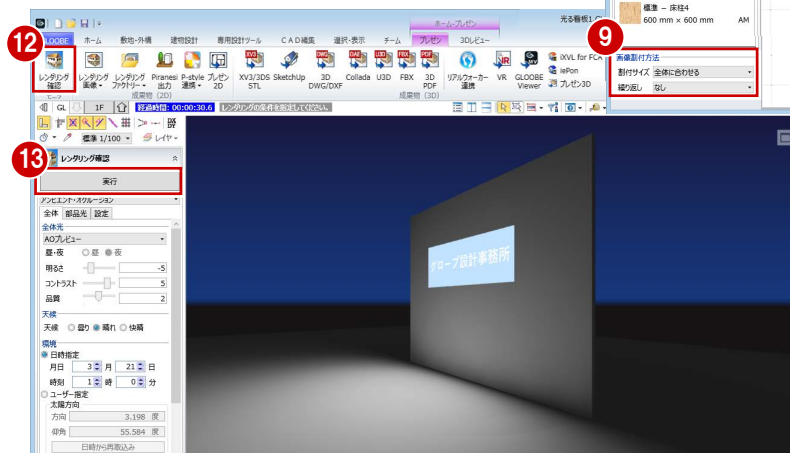 ホーム-プレゼン
光る看板1.G
標準 – 床柱4
600 mm × 600 mm AM
12
GLOOBE ホーム 敷地・外構 建物設計 専用設計ツール CAD編集 選択・表示 チーム プレゼン 3Dレビュー
9
画像割付方法
割付サイズ 全体に合わせる
繰り返し なし
レンダリング確認 レンダリング画像 レンダリングファクトリー Piranesi出力 P-style連携 プレゼン2D XV3/3DS STL SketchUp 3D DWG/DXF Collada U3D FBX 3D PDF リアルウォーカー連携 VR GLOOBE Viewer
iXVL for FCA
iePon
プレゼン3D
成果物 (2D) 成果物 (3D)
GL 1F 経過時間: 00:00:30.6 レンダリングの条件を指定してください。
標準 1/100 レイヤ
13
レンダリング確認
実行
アンビエント・オクルージョン
全体 部品光 設定
全体光
AOプレビュー
昼・夜 昼 夜
明るさ -5
コントラスト 5
品質 2
天候
天候 曇り 晴れ 快晴
環境
日時指定
月日 3 月 21 日
時刻 1 時 0 分
ユーザー指定
太陽方向
方向 3.198 度
仰角 55.584 度
日時から再取込み
グローブ設計事務所